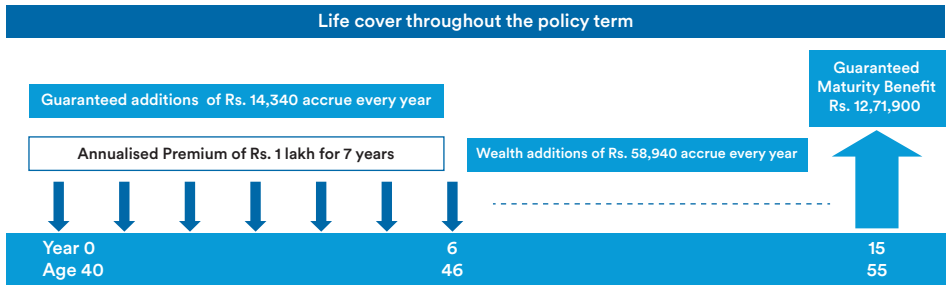 Life cover throughout the policy term
Guaranteed
Maturity Benefit
Rs. 12,71,900
Guaranteed additions of Rs. 14,340 accrue every year
Annualised Premium of Rs. 1 lakh for 7 years
Wealth additions of Rs. 58,940 accrue every year
Year 0 6 15
Age 40 46 55